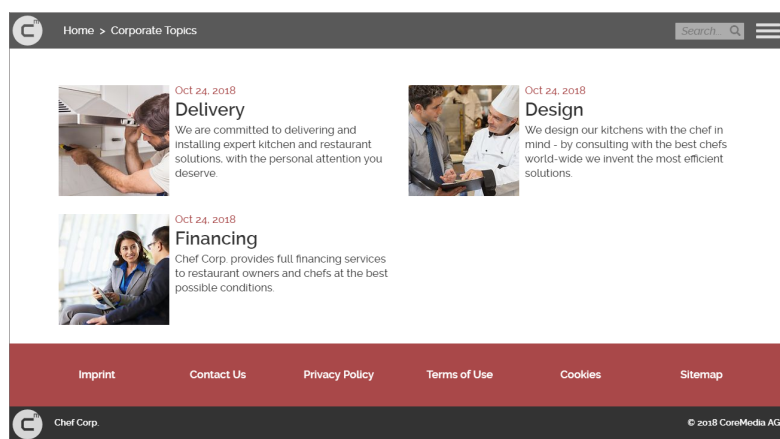 Cm
Home > Corporate Topics
Search...
Oct 24, 2018
Delivery
We are committed to delivering and
installing expert kitchen and restaurant
solutions, with the personal attention you
deserve.
Oct 24, 2018
Design
We design our kitchens with the chef in
mind - by consulting with the best chefs
world-wide we invent the most efficient
solutions.
Oct 24, 2018
Financing
Chef Corp. provides full financing services
to restaurant owners and chefs at the best
possible conditions.
Imprint Contact Us Privacy Policy Terms of Use Cookies Sitemap
Cm Chef Corp. © 2018 CoreMedia AG